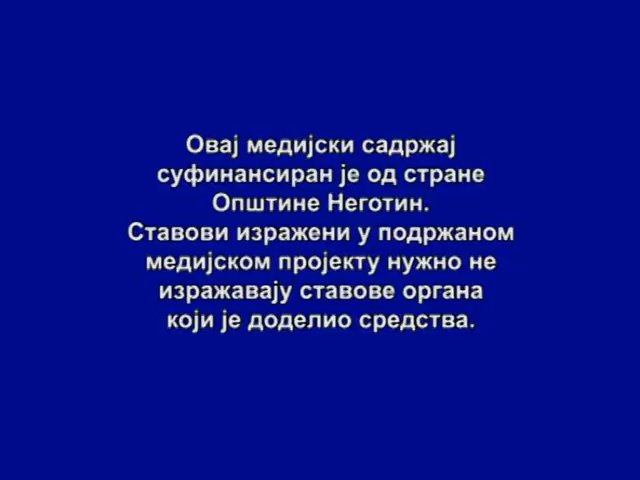 Овај медијски садржај
суфинансиран је од стране
Општине Неготин.
Ставови изражени у подржаном
медијском пројекту нужно не
изражавају ставове органа
који је доделио средства.